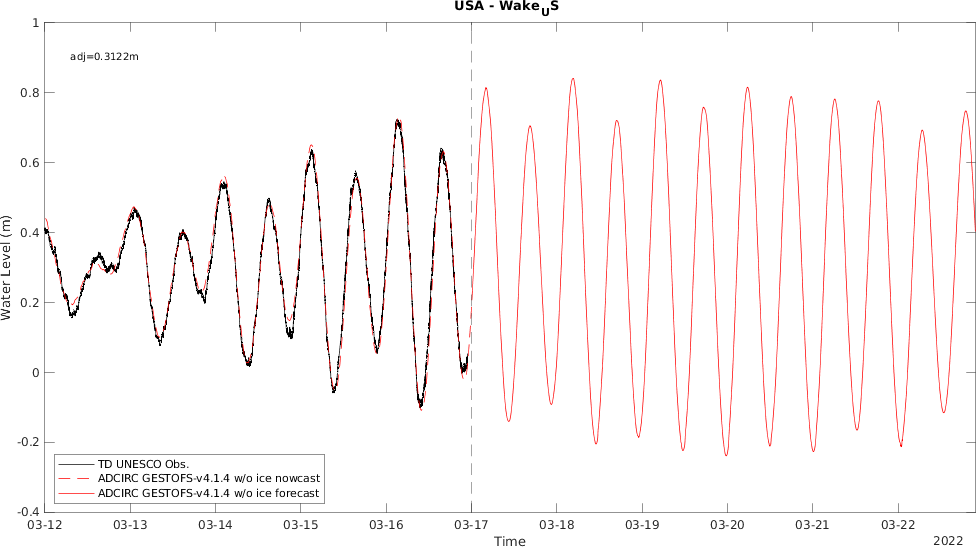 USA - Wake_US
adj=0.3122m
1
0.8
0.6
0.4
0.2
0
-0.2
-0.4
Water Level (m)
TD UNESCO Obs.
ADCIRC GESTOFS-v4.1.4 w/o ice nowcast
ADCIRC GESTOFS-v4.1.4 w/o ice forecast
03-12 03-13 03-14 03-15 03-16 03-17 03-18 03-19 03-20 03-21 03-22
Time
2022